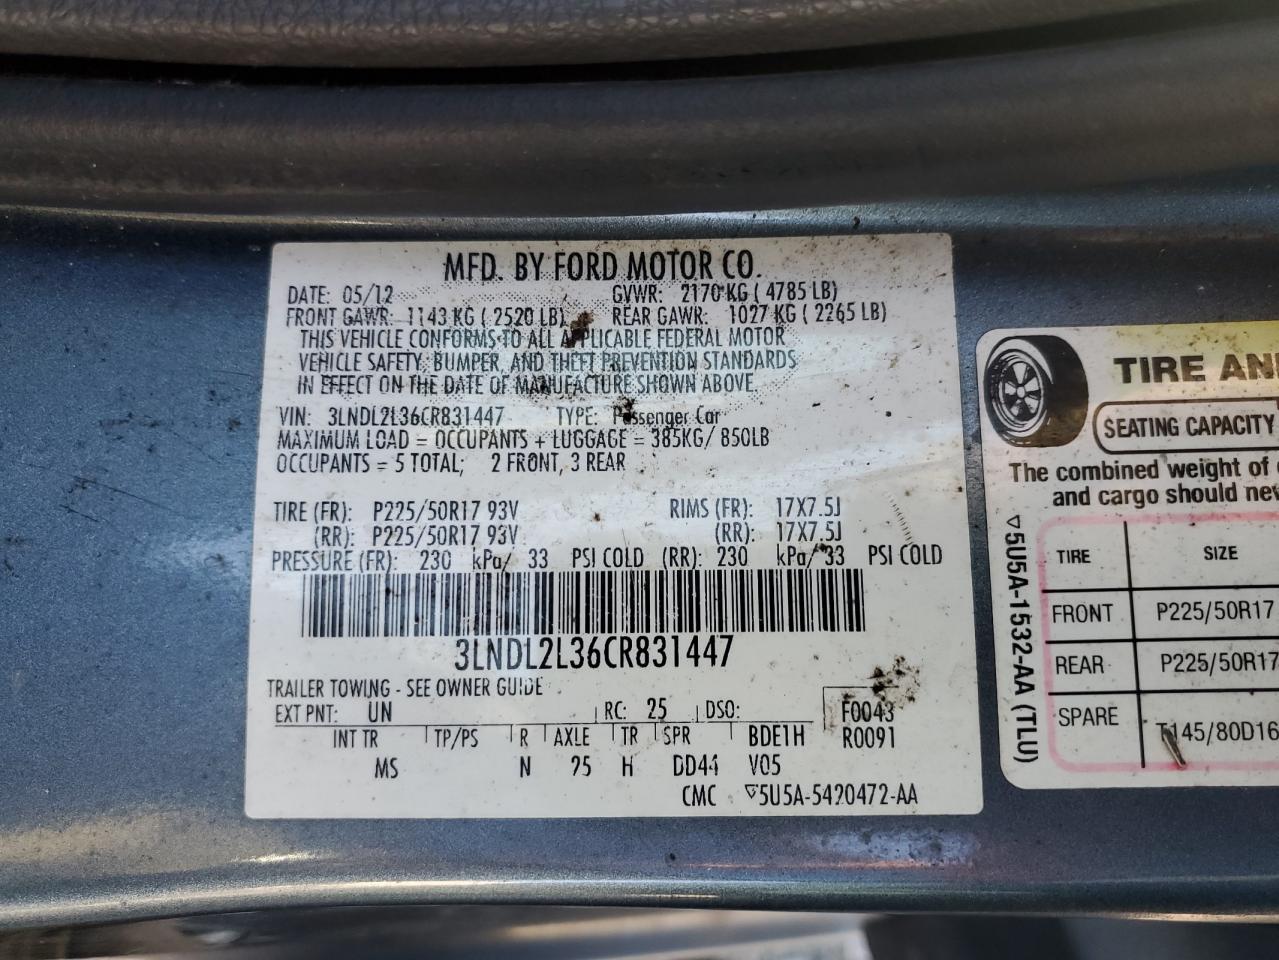 MFD. BY FORD MOTOR CO.
DATE: 05/12 GVWR: 2170 KG ( 4785 LB)
FRONT GAWR: 1143 KG ( 2520 LB) REAR GAWR: 1027 KG ( 2265 LB)
THIS VEHICLE CONFORMS TO ALL APPLICABLE FEDERAL MOTOR
VEHICLE SAFETY, BUMPER, AND THEFT PREVENTION STANDARDS
IN EFFECT ON THE DATE OF MANUFACTURE SHOWN ABOVE.
VIN: 3LNDL2L36CR831447 TYPE: Passenger Car
MAXIMUM LOAD = OCCUPANTS + LUGGAGE = 385KG/ 850LB
OCCUPANTS = 5 TOTAL; 2 FRONT, 3 REAR
TIRE (FR): P225/50R17 93V RIMS (FR): 17X7.5J
(RR): P225/50R17 93V (RR): 17X7.5J
PRESSURE (FR): 230 kPa/ 33 PSI COLD (RR): 230 kPa/ 33 PSI COLD
3LNDL2L36CR831447
TRAILER TOWING - SEE OWNER GUIDE
EXT PNT: UN RC: 25 DSO: F0043
INT TR TP/PS R AXLE TR SPR BDE1H R0091
MS N 95 H DD44 V05
CMC ▽5U5A-5420472-AA
TIRE AN
SEATING CAPACITY
The combined weight of
and cargo should nev
▽5U5A-1532-AA (TLU)
TIRE SIZE
FRONT P225/50R17
REAR P225/50R17
SPARE T145/80D16